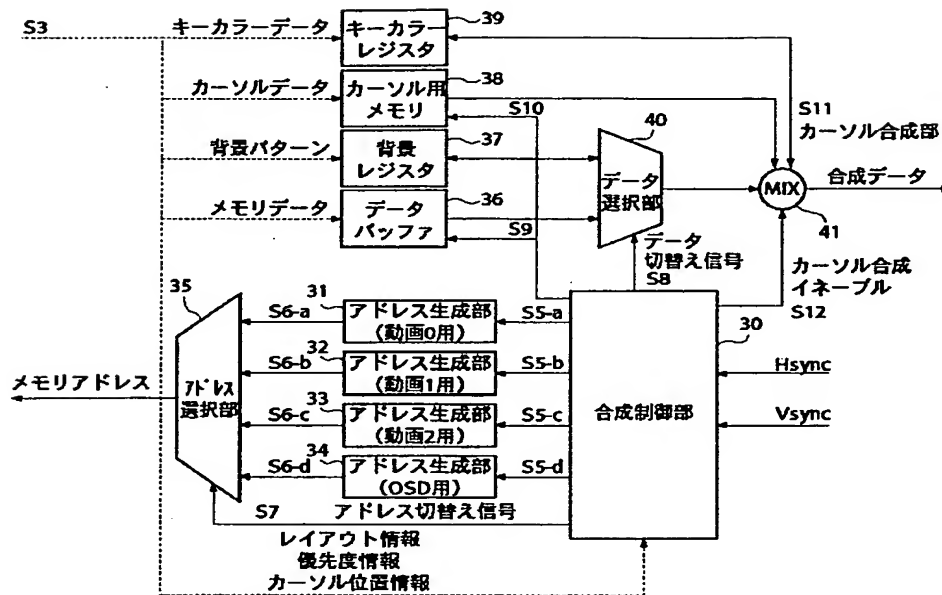 S3
キーカラーデータ
キーカラー
レジスタ
39
カーソルデータ
カーソル用
メモリ
38
S10
S11
カーソル合成部
背景パターン
背景
レジスタ
37
40
データ
選択部
MIX
合成データ
41
メモリデータ
データ
バッファ
36
S9
データ
切替え信号
S8
カーソル合成
イネーブル
S12
35
S6-a
31
アドレス生成部
(動画0用)
S5-a
30
S6-b
32
アドレス生成部
(動画1用)
S5-b
Hsync
メモリアドレス
アドレス
選択部
合成制御部
S6-c
33
アドレス生成部
(動画2用)
S5-c
Vsync
S6-d
34
アドレス生成部
(OSD用)
S5-d
S7
アドレス切替え信号
レイアウト情報
優先度情報
カーソル位置情報